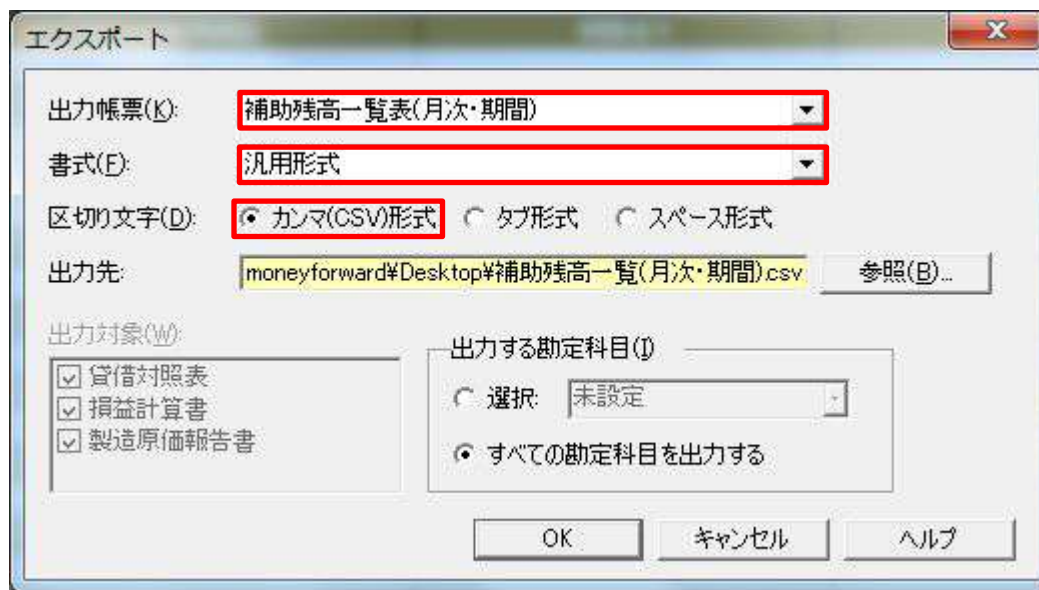 エクスポート
出力帳票(K):
補助残高一覧表(月次・期間)
書式(F):
汎用形式
区切り文字(D):
カンマ(CSV)形式 タブ形式 スペース形式
出力先:
moneyforward¥Desktop¥補助残高一覧(月次・期間).csv
参照(B)...
出力対象(W):
貸借対照表
損益計算書
製造原価報告書
出力する勘定科目(I)
選択: 未設定
すべての勘定科目を出力する
OK キャンセル ヘルプ